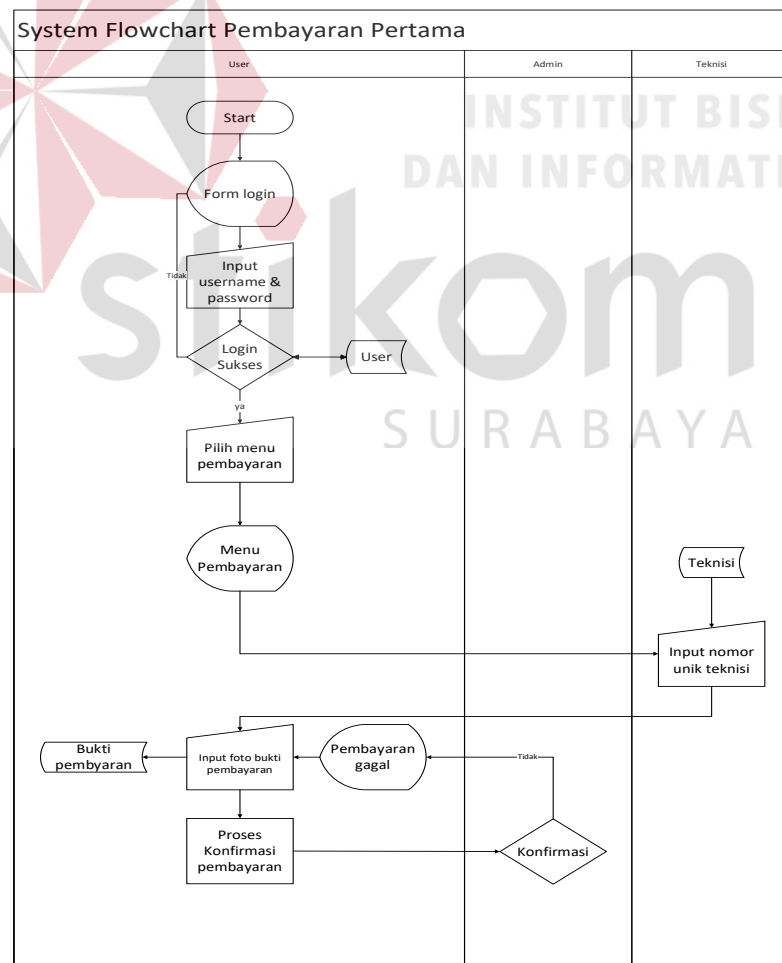 System Flowchart Pembayaran Pertama
User
Admin
Teknisi
INSTITUT BISI
DAN INFORMATI
stikom
SURABAYA
Start
Form login
Tidak
Input
username &
password
Login
Sukses
User
ya
Pilih menu
pembayaran
Menu
Pembayaran
Teknisi
Input nomor
unik teknisi
Bukti
pembyaran
Input foto bukti
pembayaran
Pembayaran
gagal
Tidak
Proses
Konfirmasi
pembayaran
Konfirmasi